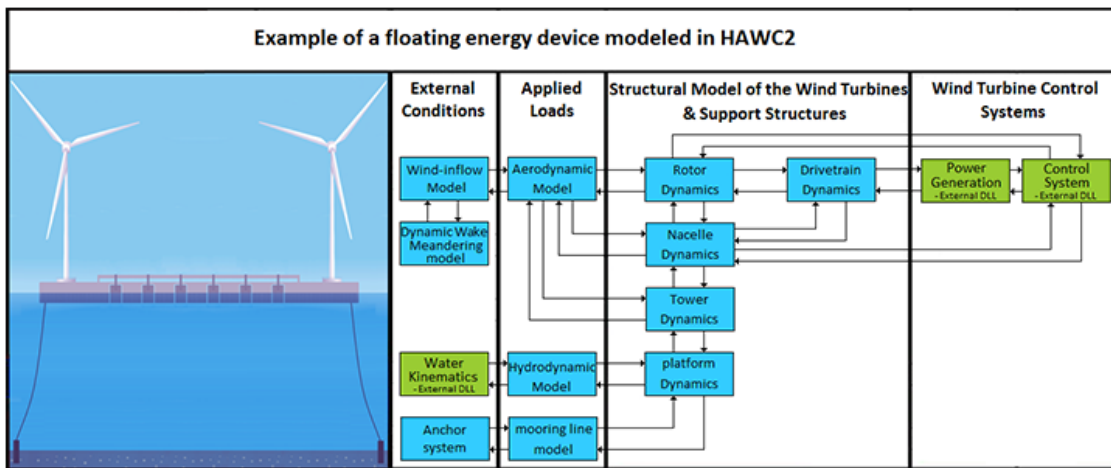 Example of a floating energy device modeled in HAWC2
External
Conditions
Applied
Loads
Structural Model of the Wind Turbines
& Support Structures
Wind Turbine Control
Systems
Wind-inflow
Model
Aerodynamic
Model
Rotor
Dynamics
Drivetrain
Dynamics
Power
Generation
- External DLL
Control
System
- External DLL
Dynamic Wake
Meandering
model
Nacelle
Dynamics
Tower
Dynamics
Water
Kinematics
- External DLL
Hydrodynamic
Model
platform
Dynamics
Anchor
system
mooring line
model